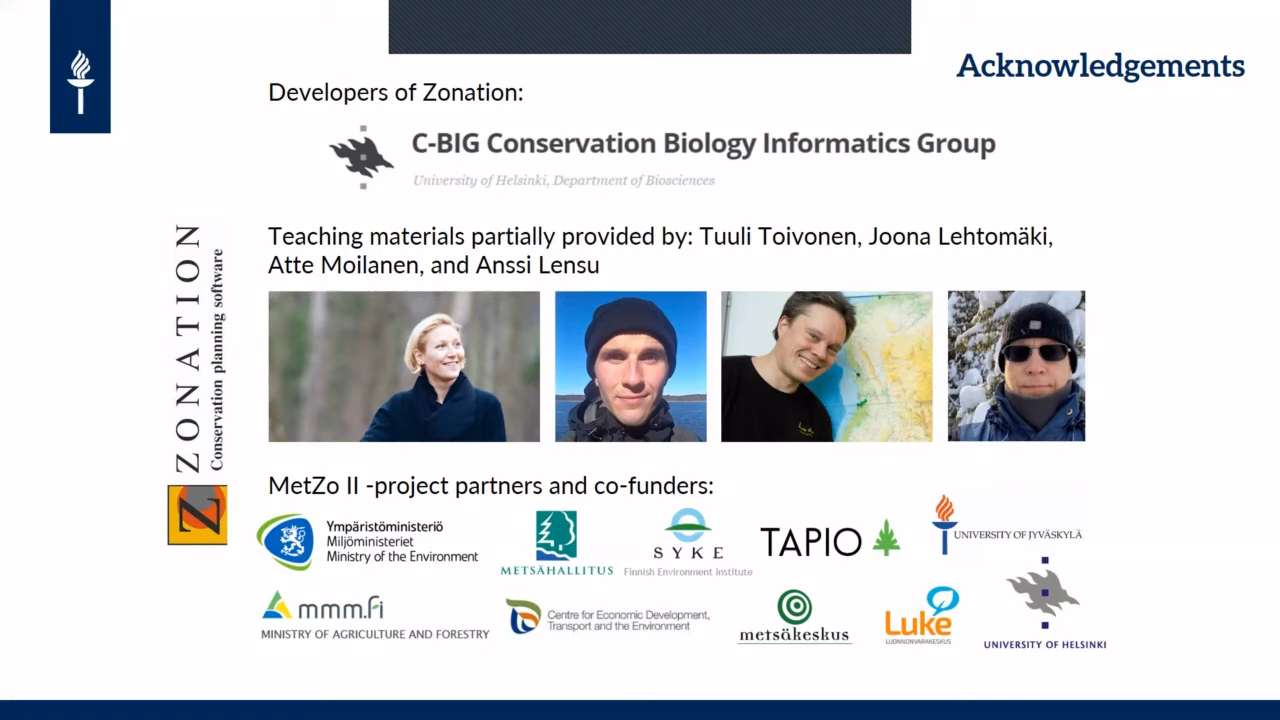 Acknowledgements
Developers of Zonation:
C-BIG Conservation Biology Informatics Group
University of Helsinki, Department of Biosciences
ZONATION
Conservation planning software
Z
Teaching materials partially provided by: Tuuli Toivonen, Joona Lehtomäki,
Atte Moilanen, and Anssi Lensu
MetZo II -project partners and co-funders:
Ympäristöministeriö
Miljöministeriet
Ministry of the Environment
METSÄHALLITUS
SYKE
Finnish Environment Institute
TAPIO
UNIVERSITY OF JYVÄSKYLÄ
mmm.fi
MINISTRY OF AGRICULTURE AND FORESTRY
Centre for Economic Development,
Transport and the Environment
metsäkeskus
Luke
LUONNONVARAKESKUS
UNIVERSITY OF HELSINKI